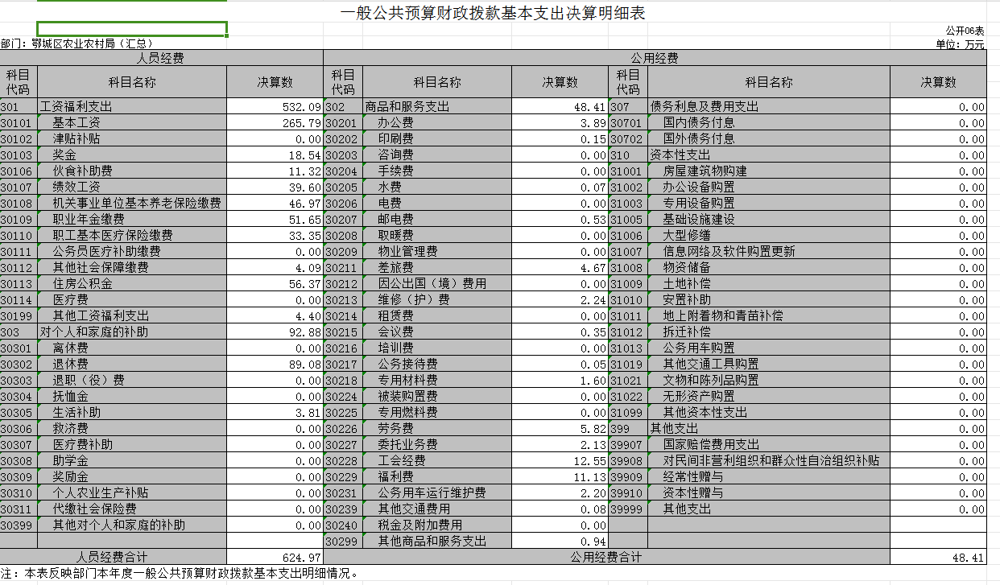 一般公共预算财政拨款基本支出决算明细表
公开06表
部门：鄂城区农业农村局（汇总）
单位：万元
人员经费 公用经费
科目代码 科目名称 决算数 科目代码 科目名称 决算数 科目代码 科目名称 决算数
301 工资福利支出 532.09 302 商品和服务支出 48.41 307 债务利息及费用支出 0.00
30101 基本工资 265.79 30201 办公费 3.89 30701 国内债务付息 0.00
30102 津贴补贴 0.00 30202 印刷费 0.15 30702 国外债务付息 0.00
30103 奖金 18.54 30203 咨询费 0.00 310 资本性支出 0.00
30106 伙食补助费 11.32 30204 手续费 0.00 31001 房屋建筑物购建 0.00
30107 绩效工资 39.60 30205 水费 0.07 31002 办公设备购置 0.00
30108 机关事业单位基本养老保险缴费 46.97 30206 电费 0.00 31003 专用设备购置 0.00
30109 职业年金缴费 51.65 30207 邮电费 0.53 31005 基础设施建设 0.00
30110 职工基本医疗保险缴费 33.35 30208 取暖费 0.00 31006 大型修缮 0.00
30111 公务员医疗补助缴费 0.00 30209 物业管理费 0.00 31007 信息网络及软件购置更新 0.00
30112 其他社会保障缴费 4.09 30211 差旅费 4.67 31008 物资储备 0.00
30113 住房公积金 56.37 30212 因公出国（境）费用 0.00 31009 土地补偿 0.00
30114 医疗费 0.00 30213 维修（护）费 2.24 31010 安置补助 0.00
30199 其他工资福利支出 4.40 30214 租赁费 0.00 31011 地上附着物和青苗补偿 0.00
303 对个人和家庭的补助 92.88 30215 会议费 0.35 31012 拆迁补偿 0.00
30301 离休费 0.00 30216 培训费 0.00 31013 公务用车购置 0.00
30302 退休费 89.08 30217 公务接待费 0.05 31019 其他交通工具购置 0.00
30303 退职（役）费 0.00 30218 专用材料费 1.60 31021 文物和陈列品购置 0.00
30304 抚恤金 0.00 30224 被装购置费 0.00 31022 无形资产购置 0.00
30305 生活补助 3.81 30225 专用燃料费 0.00 31099 其他资本性支出 0.00
30306 救济费 0.00 30226 劳务费 5.82 399 其他支出 0.00
30307 医疗费补助 0.00 30227 委托业务费 2.13 39907 国家赔偿费用支出 0.00
30308 助学金 0.00 30228 工会经费 12.55 39908 对民间非营利组织和群众性自治组织补贴 0.00
30309 奖励金 0.00 30229 福利费 11.13 39909 经常性赠与 0.00
30310 个人农业生产补贴 0.00 30231 公务用车运行维护费 2.20 39910 资本性赠与 0.00
30311 代缴社会保险费 0.00 30239 其他交通费用 0.08 39999 其他支出 0.00
30399 其他对个人和家庭的补助 0.00 30240 税金及附加费用 0.00
30299 其他商品和服务支出 0.94
人员经费合计 624.97 公用经费合计 48.41
注：本表反映部门本年度一般公共预算财政拨款基本支出明细情况。